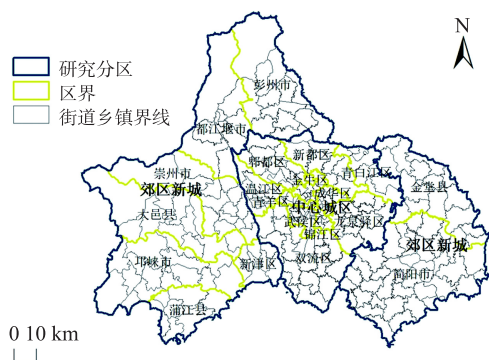 N
研究分区
区界
街道乡镇界线
彭州市
都江堰市
郫都区
新都区
青白江区
崇州市
金牛区
金堂县
郊区新城
温江区
成华区
青羊区
中心城区
大邑县
武侯区
龙泉驿区
锦江区
郊区新城
邛崃市
新津区
双流区
简阳市
蒲江县
0 10 km